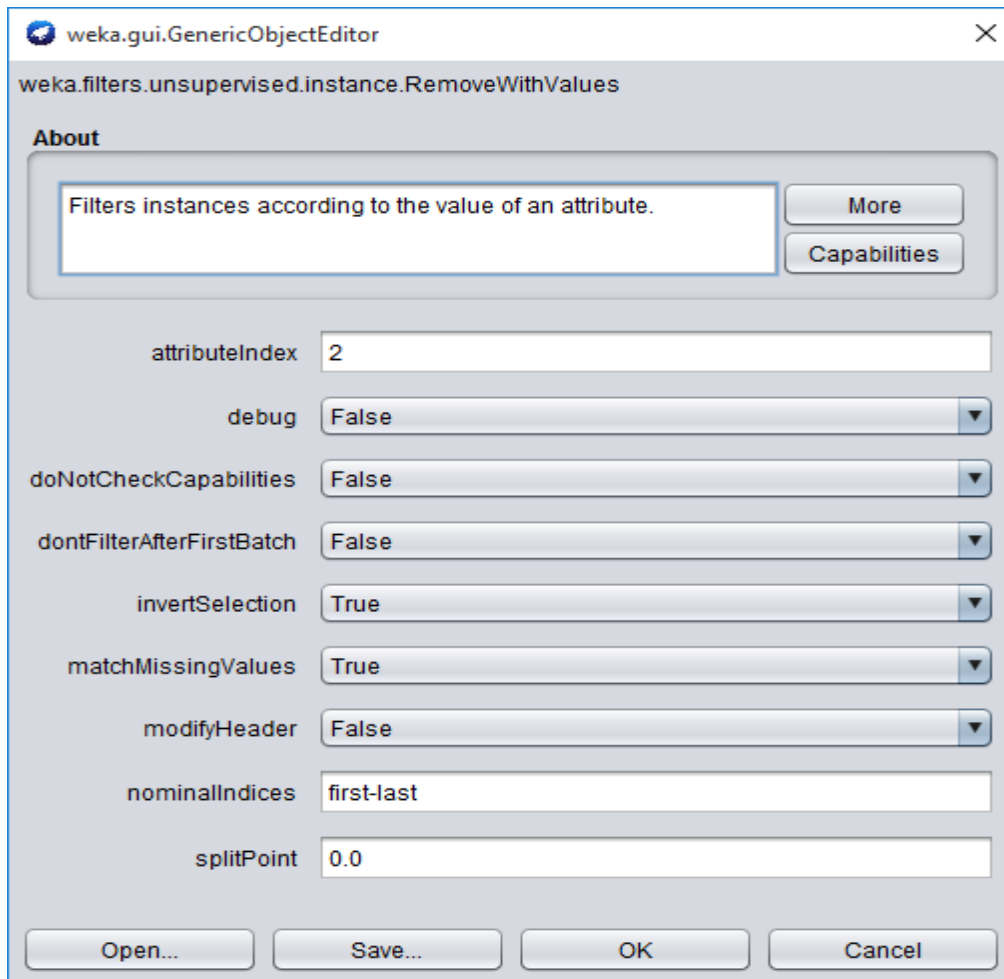 weka.gui.GenericObjectEditor
weka.filters.unsupervised.instance.RemoveWithValues
About
Filters instances according to the value of an attribute.
More
Capabilities
attributeIndex 2
debug False
doNotCheckCapabilities False
dontFilterAfterFirstBatch False
invertSelection True
matchMissingValues True
modifyHeader False
nominalIndices first-last
splitPoint 0.0
Open... Save... OK Cancel